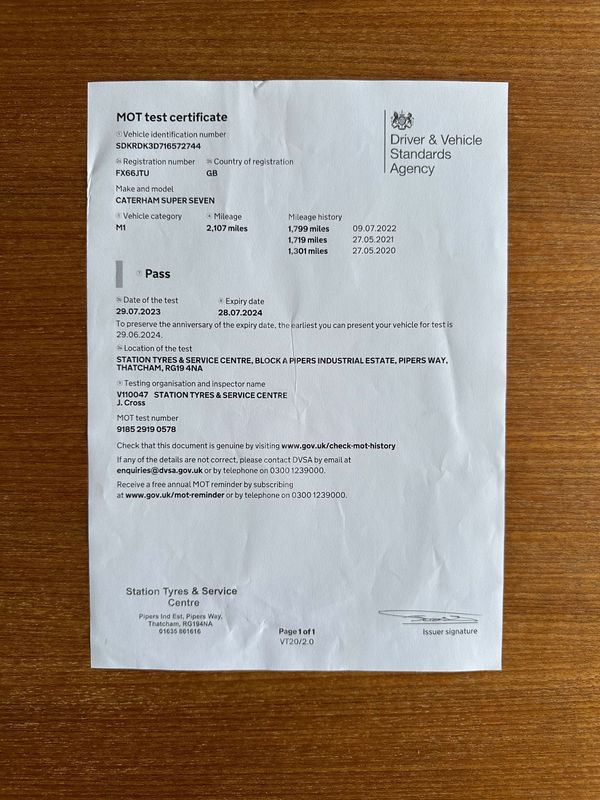 MOT test certificate
Driver & Vehicle
Standards
Agency
Vehicle identification number
SDKRDK3D716572744
Registration number Country of registration
FX66JTU GB
Make and model
CATERHAM SUPER SEVEN
Vehicle category Mileage Mileage history
M1 2,107 miles 1,799 miles 09.07.2022
1,719 miles 27.05.2021
1,301 miles 27.05.2020
Pass
Date of the test Expiry date
29.07.2023 28.07.2024
To preserve the anniversary of the expiry date, the earliest you can present your vehicle for test is
29.06.2024.
Location of the test
STATION TYRES & SERVICE CENTRE, BLOCK A PIPERS INDUSTRIAL ESTATE, PIPERS WAY,
THATCHAM, RG19 4NA
Testing organisation and inspector name
V110047 STATION TYRES & SERVICE CENTRE
J. Cross
MOT test number
9185 2919 0578
Check that this document is genuine by visiting www.gov.uk/check-mot-history
If any of the details are not correct, please contact DVSA by email at
enquiries@dvsa.gov.uk or by telephone on 0300 1239000.
Receive a free annual MOT reminder by subscribing
at www.gov.uk/mot-reminder or by telephone on 0300 1239000.
Station Tyres & Service
Centre
Pipers Ind Est, Pipers Way,
Thatcham, RG194NA
01635 861616
Page 1 of 1
VT20/2.0
Issuer signature